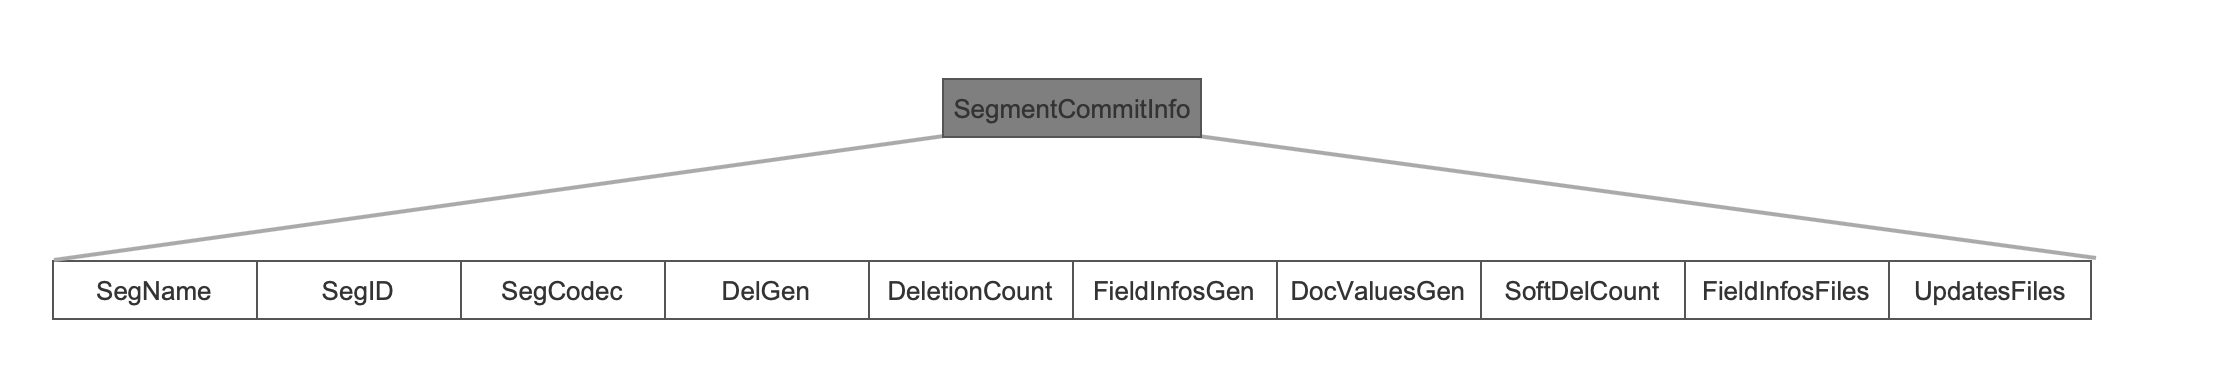 SegmentCommitInfo
SegName SegID SegCodec DelGen DeletionCount FieldInfosGen DocValuesGen SoftDelCount FieldInfosFiles UpdatesFiles